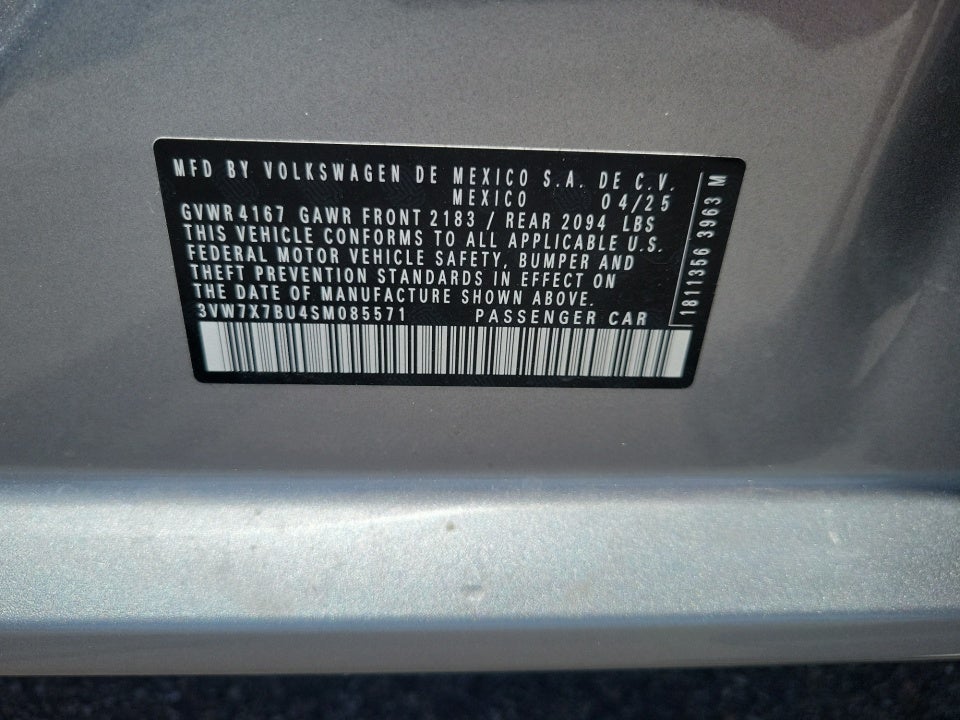 MFD BY VOLKSWAGEN DE MEXICO S.A. DE C.V.
MEXICO 04/25
GVWR 4167 GAWR FRONT 2183 / REAR 2094 LBS
THIS VEHICLE CONFORMS TO ALL APPLICABLE U.S.
FEDERAL MOTOR VEHICLE SAFETY, BUMPER AND
THEFT PREVENTION STANDARDS IN EFFECT ON
THE DATE OF MANUFACTURE SHOWN ABOVE.
3VW7X7BU4SM085571 PASSENGER CAR
1811356 3963 M